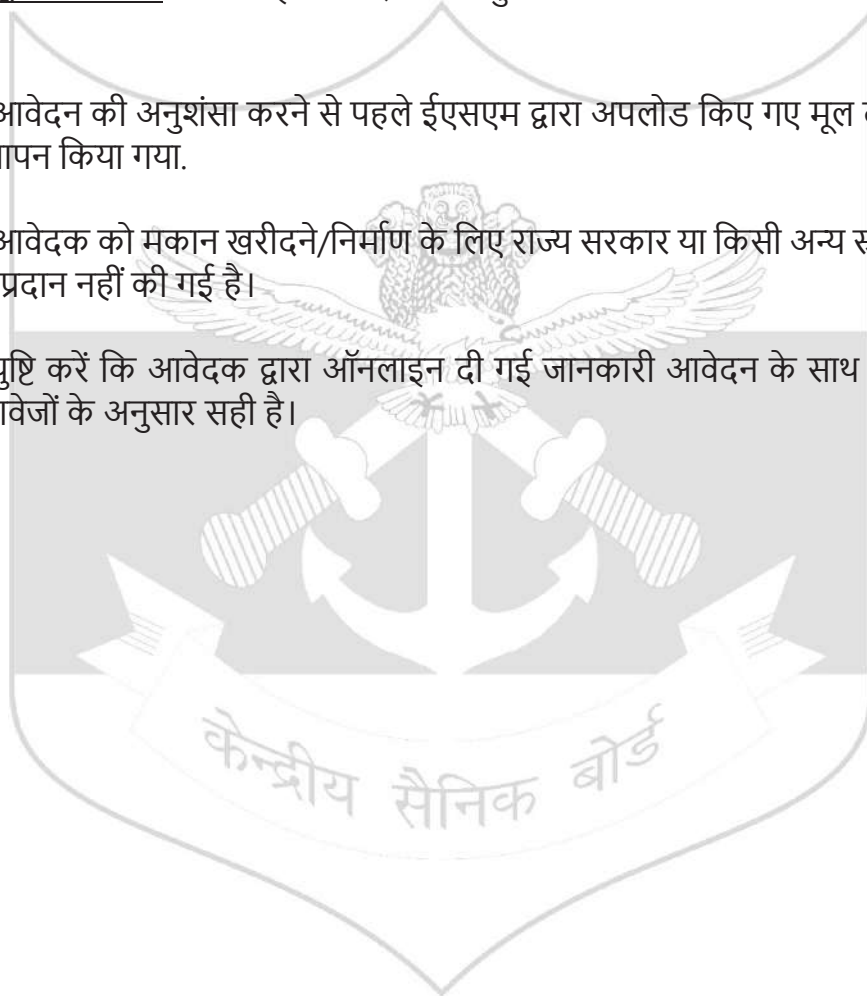 आवेदन की अनुशंसा करने से पहले ईएसएम द्वारा अपलोड किए गए मूल
किया गया.
आवेदक को मकान खरीदने/निर्माण के लिए राज्य सरकार या किसी अन्य
प्रदान नहीं की गई है।
पुष्टि करें कि आवेदक द्वारा ऑनलाइन दी गई जानकारी आवेदन के साथ
के अनुसार सही है।
केन्द्रीय सैनिक बोर्ड